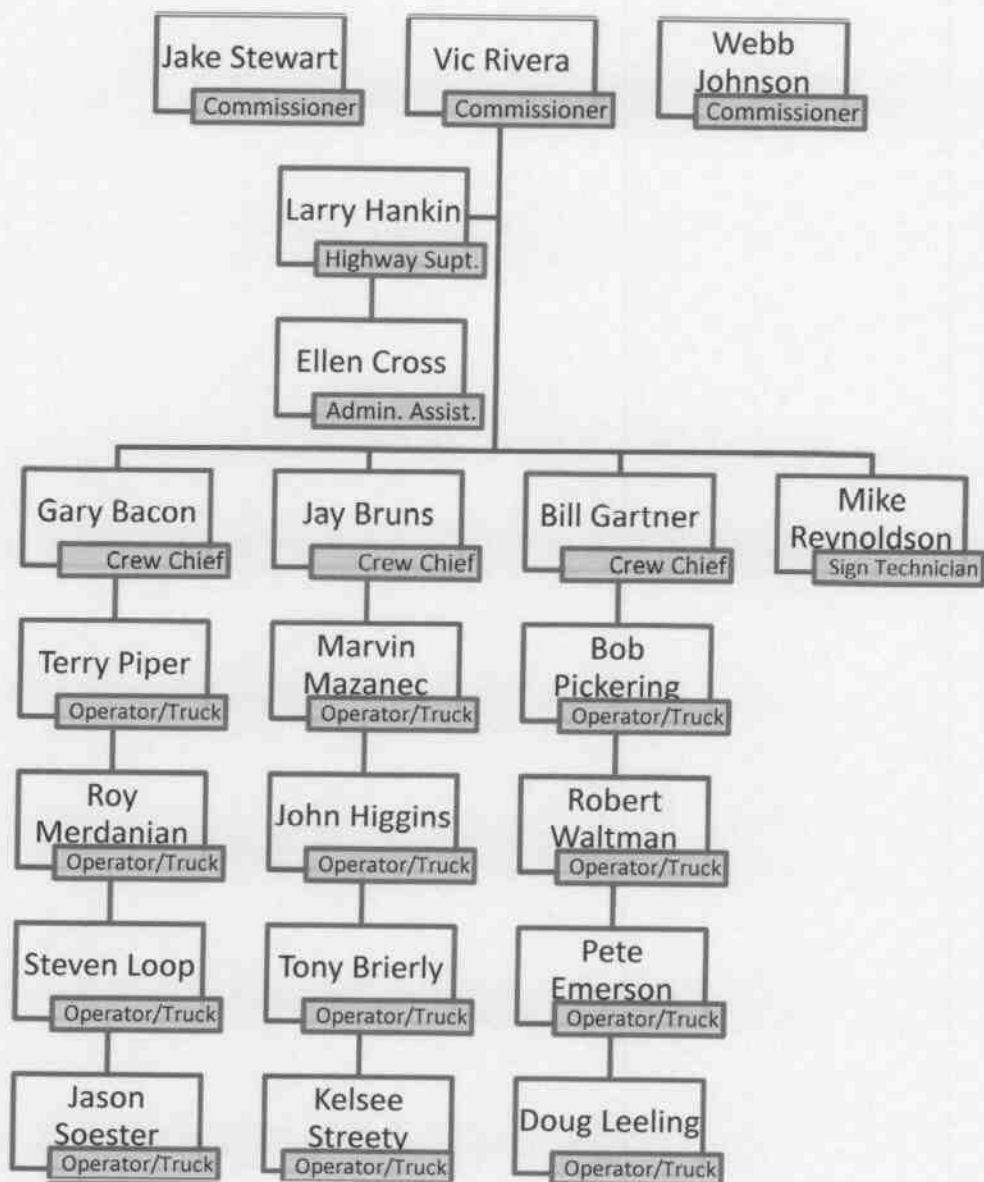 Jake Stewart
Commissioner
Vic Rivera
Commissioner
Webb
Johnson
Commissioner
Larry Hankin
Highway Supt.
Ellen Cross
Admin. Assist.
Gary Bacon
Crew Chief
Jay Bruns
Crew Chief
Bill Gartner
Crew Chief
Mike
Reynoldson
Sign Technician
Terry Piper
Operator/Truck
Marvin
Mazanec
Operator/Truck
Bob
Pickering
Operator/Truck
Roy
Merdanian
Operator/Truck
John Higgins
Operator/Truck
Robert
Waltman
Operator/Truck
Steven Loop
Operator/Truck
Tony Brierly
Operator/Truck
Pete
Emerson
Operator/Truck
Jason
Soester
Operator/Truck
Kelsee
Streety
Operator/Truck
Doug Leeling
Operator/Truck